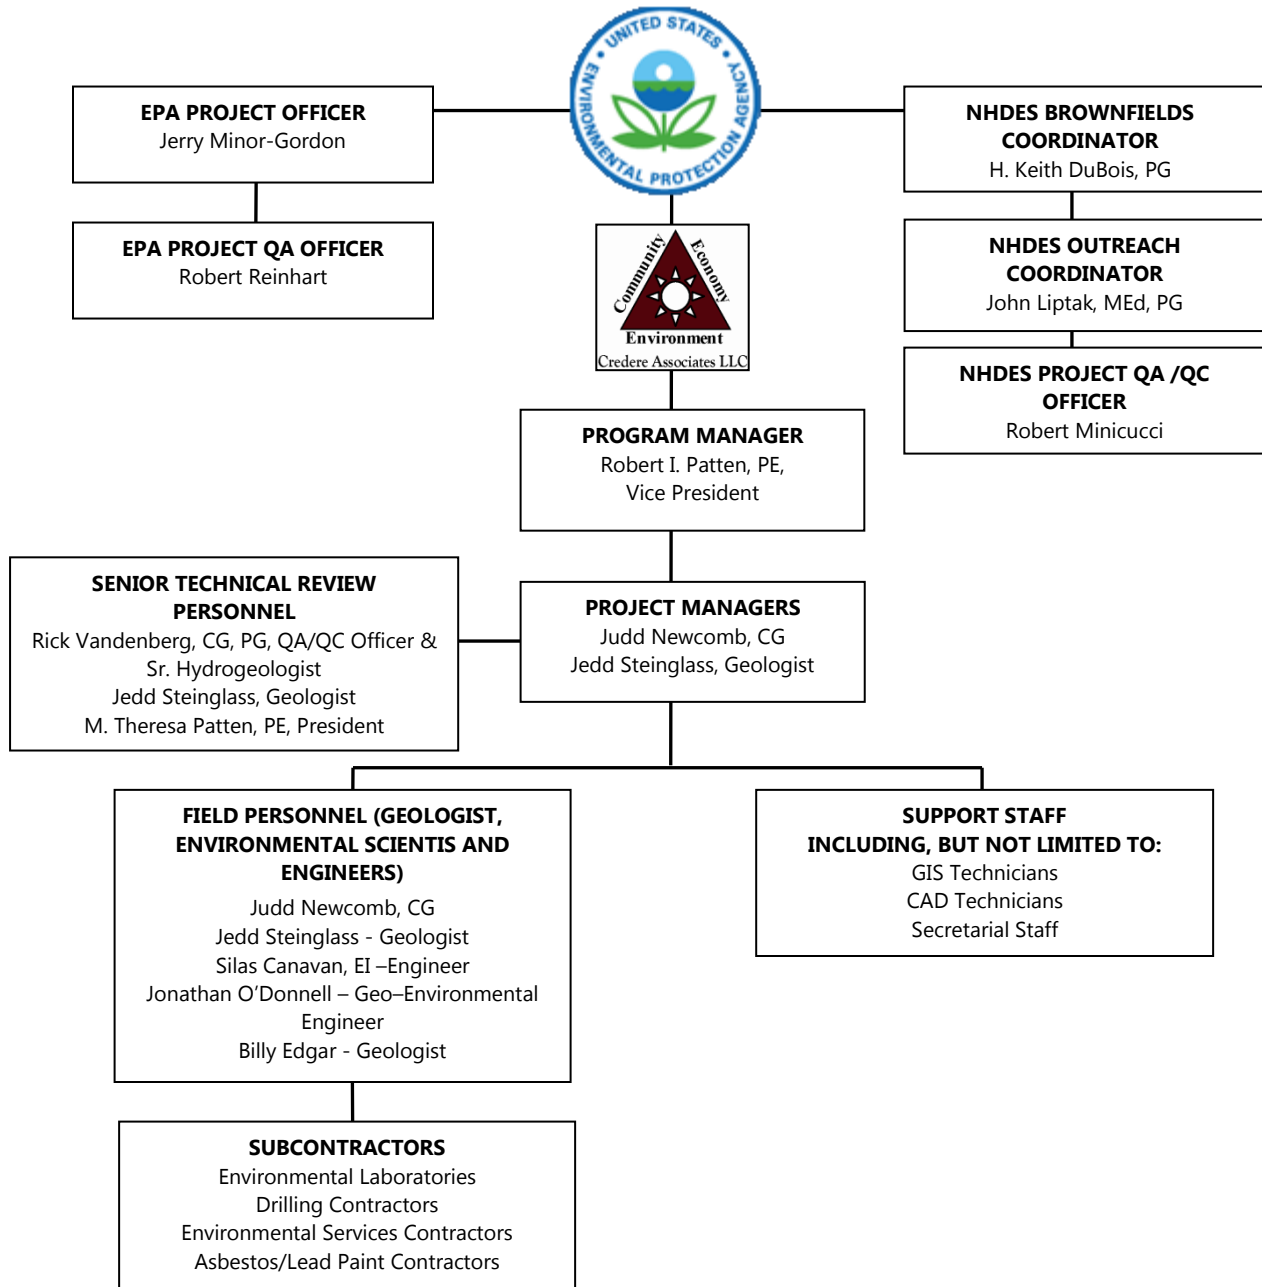 UNITED STATES
ENVIRONMENTAL PROTECTION AGENCY
EPA PROJECT OFFICER
Jerry Minor-Gordon
EPA PROJECT QA OFFICER
Robert Reinhart
NHDES BROWNFIELDS
COORDINATOR
H. Keith DuBois, PG
NHDES OUTREACH
COORDINATOR
John Liptak, MEd, PG
NHDES PROJECT QA /QC
OFFICER
Robert Minicucci
Community
Economy
Environment
Credere Associates LLC
PROGRAM MANAGER
Robert I. Patten, PE,
Vice President
SENIOR TECHNICAL REVIEW
PERSONNEL
Rick Vandenberg, CG, PG, QA/QC Officer &
Sr. Hydrogeologist
Jedd Steinglass, Geologist
M. Theresa Patten, PE, President
PROJECT MANAGERS
Judd Newcomb, CG
Jedd Steinglass, Geologist
FIELD PERSONNEL (GEOLOGIST,
ENVIRONMENTAL SCIENTIS AND
ENGINEERS)
Judd Newcomb, CG
Jedd Steinglass - Geologist
Silas Canavan, EI –Engineer
Jonathan O’Donnell – Geo–Environmental
Engineer
Billy Edgar - Geologist
SUPPORT STAFF
INCLUDING, BUT NOT LIMITED TO:
GIS Technicians
CAD Technicians
Secretarial Staff
SUBCONTRACTORS
Environmental Laboratories
Drilling Contractors
Environmental Services Contractors
Asbestos/Lead Paint Contractors